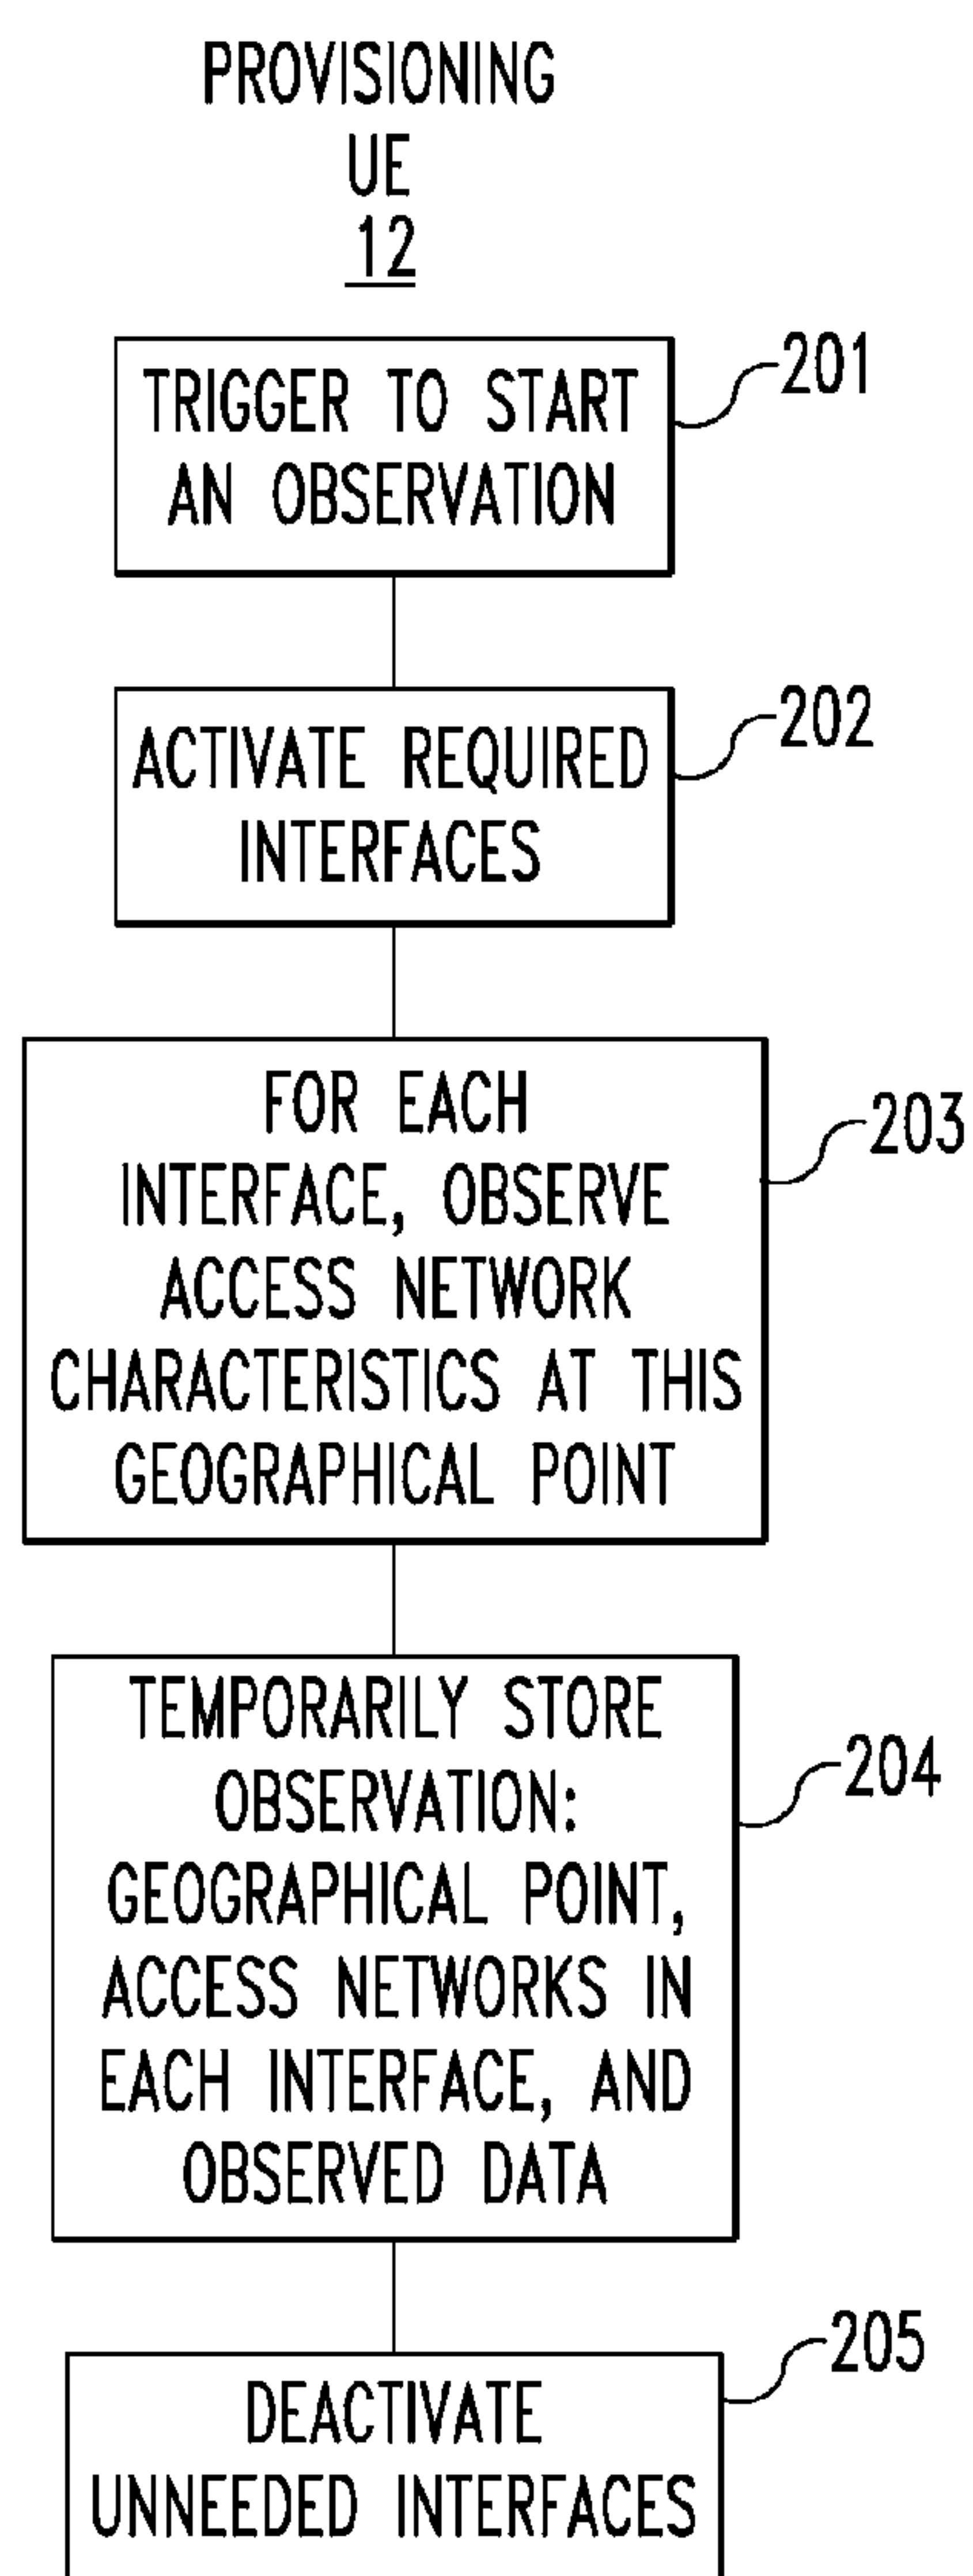 PROVISIONING
UE
12
TRIGGER TO START
AN OBSERVATION
201
ACTIVATE REQUIRED
INTERFACES
202
FOR EACH
INTERFACE, OBSERVE
ACCESS NETWORK
CHARACTERISTICS AT THIS
GEOGRAPHICAL POINT
203
TEMPORARILY STORE
OBSERVATION:
GEOGRAPHICAL POINT,
ACCESS NETWORKS IN
EACH INTERFACE, AND
OBSERVED DATA
204
DEACTIVATE
UNNEEDED INTERFACES
205